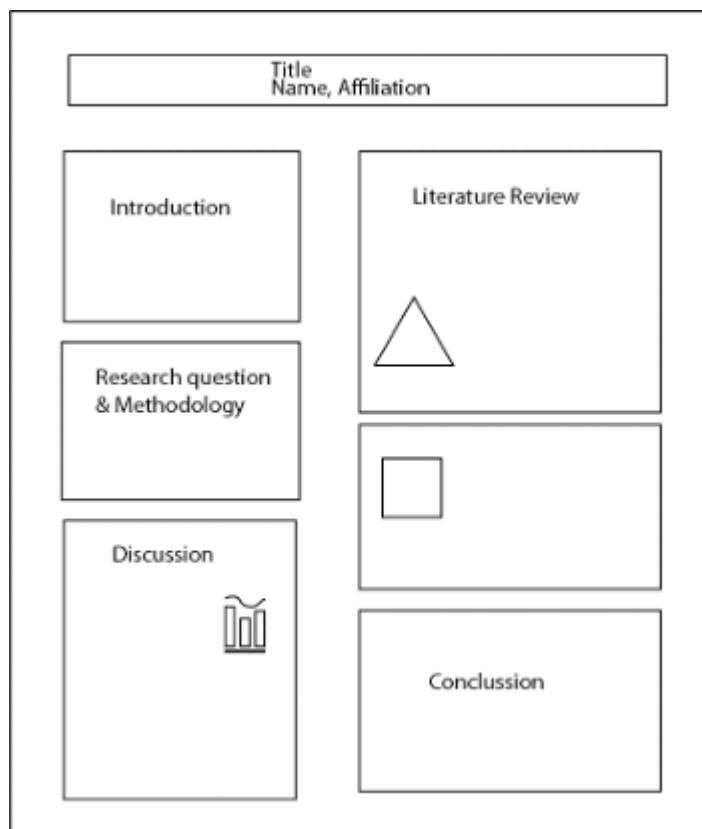 Title
Name, Affiliation
Introduction
Research question
& Methodology
Discussion
Literature Review
Conclussion